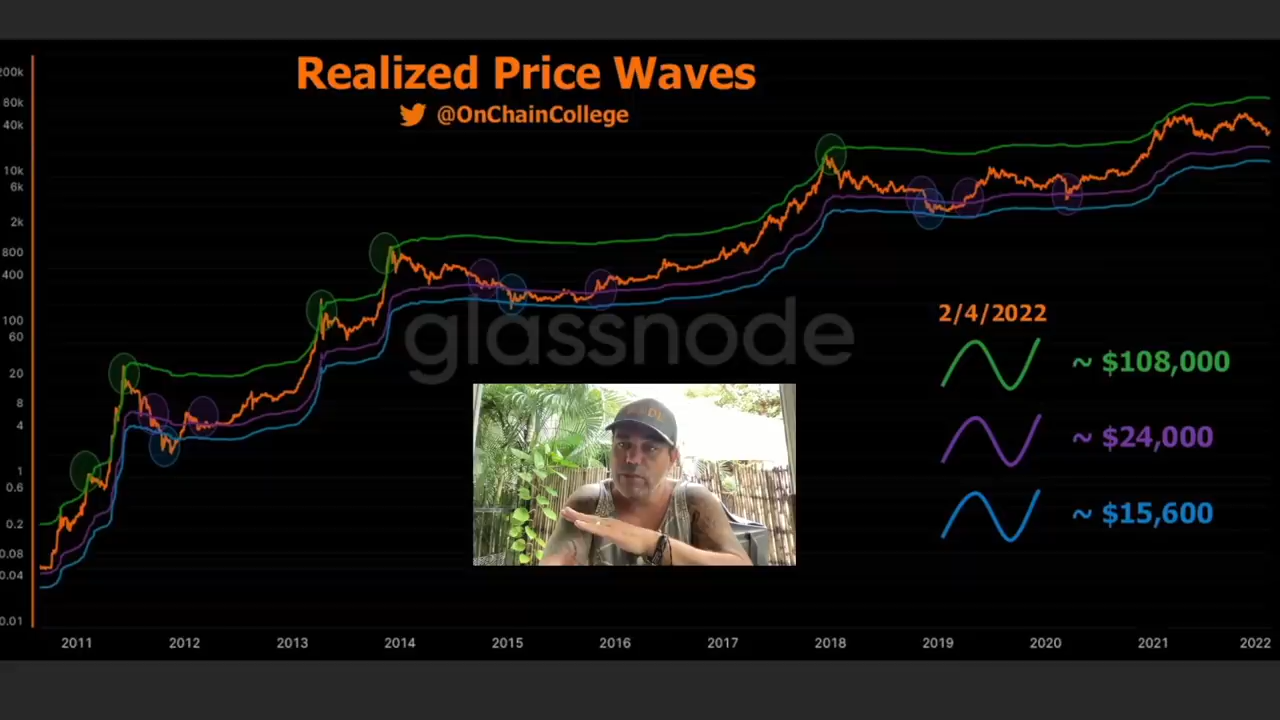 Realized Price Waves
@OnChainCollege
200k
80k
40k
10k
6k
2k
800
400
100
60
20
8
4
1
0.6
0.2
0.08
0.04
0.01
glassnode
2/4/2022
~ $108,000
~ $24,000
~ $15,600
2011 2012 2013 2014 2015 2016 2017 2018 2019 2020 2021 2022